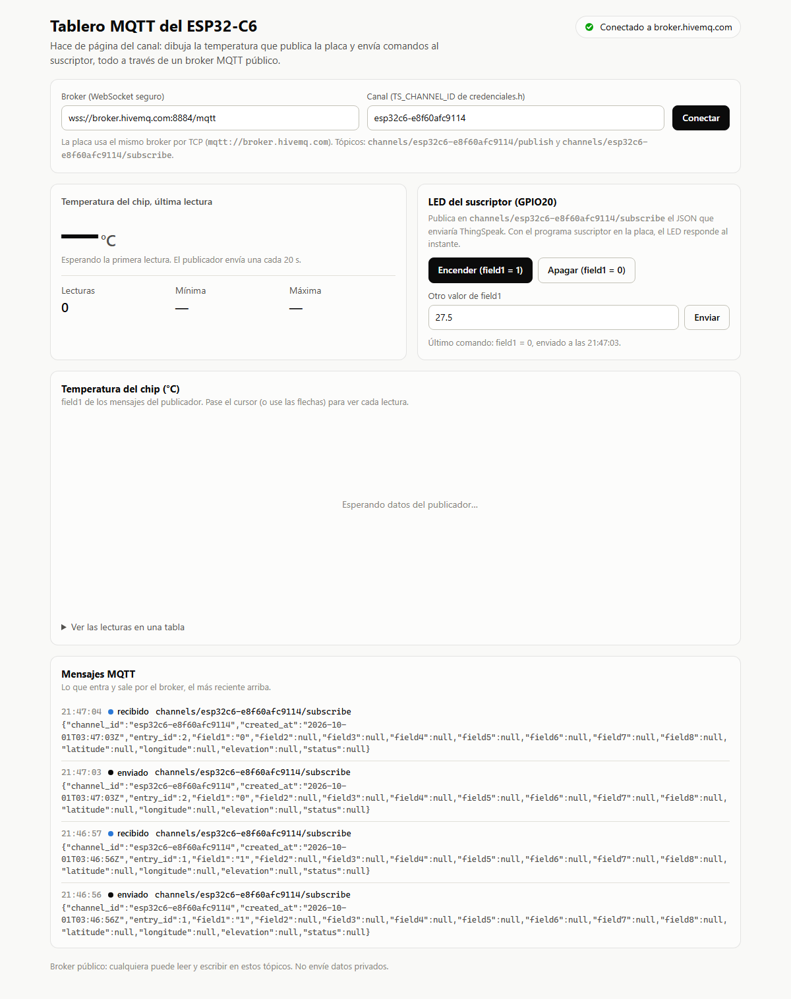 Tablero MQTT del ESP32-C6
Conectado a broker.hivemq.com
Hace de página del canal: dibuja la temperatura que publica la placa y envía comandos al
suscriptor, todo a través de un broker MQTT público.
Broker (WebSocket seguro)
Canal (TS_CHANNEL_ID de credenciales.h)
wss://broker.hivemq.com:8884/mqtt
esp32c6-e8f60afc9114
Conectar
La placa usa el mismo broker por TCP (mqtt://broker.hivemq.com). Tópicos: channels/esp32c6-e8f60afc9114/publish y channels/esp32c6-
e8f60afc9114/subscribe.
Temperatura del chip, última lectura
— °C
Esperando la primera lectura. El publicador envía una cada 20 s.
Lecturas
Mínima
Máxima
0
—
—
LED del suscriptor (GPIO20)
Publica en channels/esp32c6-e8f60afc9114/subscribe el JSON que
enviaría ThingSpeak. Con el programa suscriptor en la placa, el LED responde al
instante.
Encender (field1 = 1)
Apagar (field1 = 0)
Otro valor de field1
27.5
Enviar
Último comando: field1 = 0, enviado a las 21:47:03.
Temperatura del chip (°C)
field1 de los mensajes del publicador. Pase el cursor (o use las flechas) para ver cada lectura.
Esperando datos del publicador...
Ver las lecturas en una tabla
Mensajes MQTT
Lo que entra y sale por el broker, el más reciente arriba.
21:47:04 recibido channels/esp32c6-e8f60afc9114/subscribe
{"channel_id":"esp32c6-e8f60afc9114","created_at":"2026-10-
01T03:47:03Z","entry_id":2,"field1":"0","field2":null,"field3":null,"field4":null,"field5":null,"field6":null,"field7":null,"field8":null,
"latitude":null,"longitude":null,"elevation":null,"status":null}
21:47:03 enviado channels/esp32c6-e8f60afc9114/subscribe
{"channel_id":"esp32c6-e8f60afc9114","created_at":"2026-10-
01T03:47:03Z","entry_id":2,"field1":"0","field2":null,"field3":null,"field4":null,"field5":null,"field6":null,"field7":null,"field8":null,
"latitude":null,"longitude":null,"elevation":null,"status":null}
21:46:57 recibido channels/esp32c6-e8f60afc9114/subscribe
{"channel_id":"esp32c6-e8f60afc9114","created_at":"2026-10-
01T03:46:56Z","entry_id":1,"field1":"1","field2":null,"field3":null,"field4":null,"field5":null,"field6":null,"field7":null,"field8":null,
"latitude":null,"longitude":null,"elevation":null,"status":null}
21:46:56 enviado channels/esp32c6-e8f60afc9114/subscribe
{"channel_id":"esp32c6-e8f60afc9114","created_at":"2026-10-
01T03:46:56Z","entry_id":1,"field1":"1","field2":null,"field3":null,"field4":null,"field5":null,"field6":null,"field7":null,"field8":null,
"latitude":null,"longitude":null,"elevation":null,"status":null}
Broker público: cualquiera puede leer y escribir en estos tópicos. No envíe datos privados.